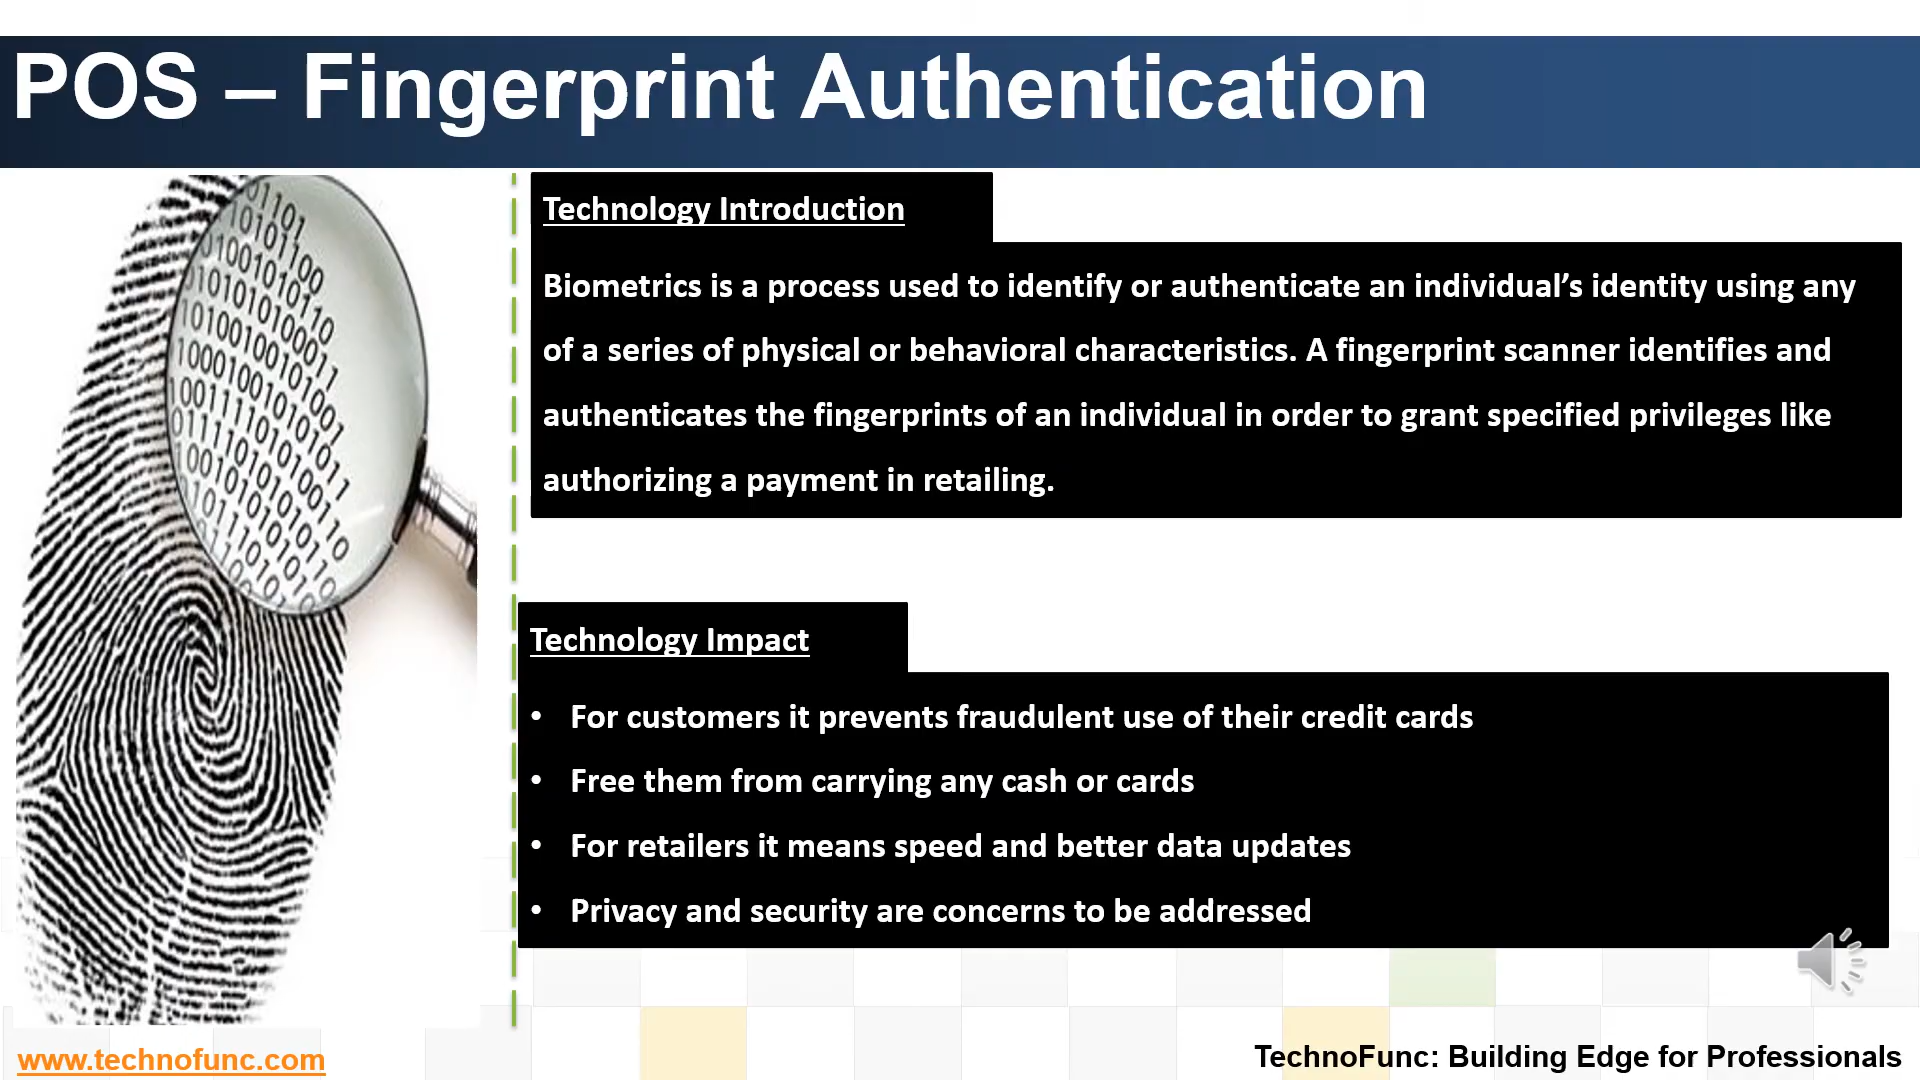 POS – Fingerprint Authentication
Technology Introduction
Biometrics is a process used to identify or authenticate an individual’s identity using any
of a series of physical or behavioral characteristics. A fingerprint scanner identifies and
authenticates the fingerprints of an individual in order to grant specified privileges like
authorizing a payment in retailing.
Technology Impact
• For customers it prevents fraudulent use of their credit cards
• Free them from carrying any cash or cards
• For retailers it means speed and better data updates
• Privacy and security are concerns to be addressed
www.technofunc.com
TechnoFunc: Building Edge for Professionals